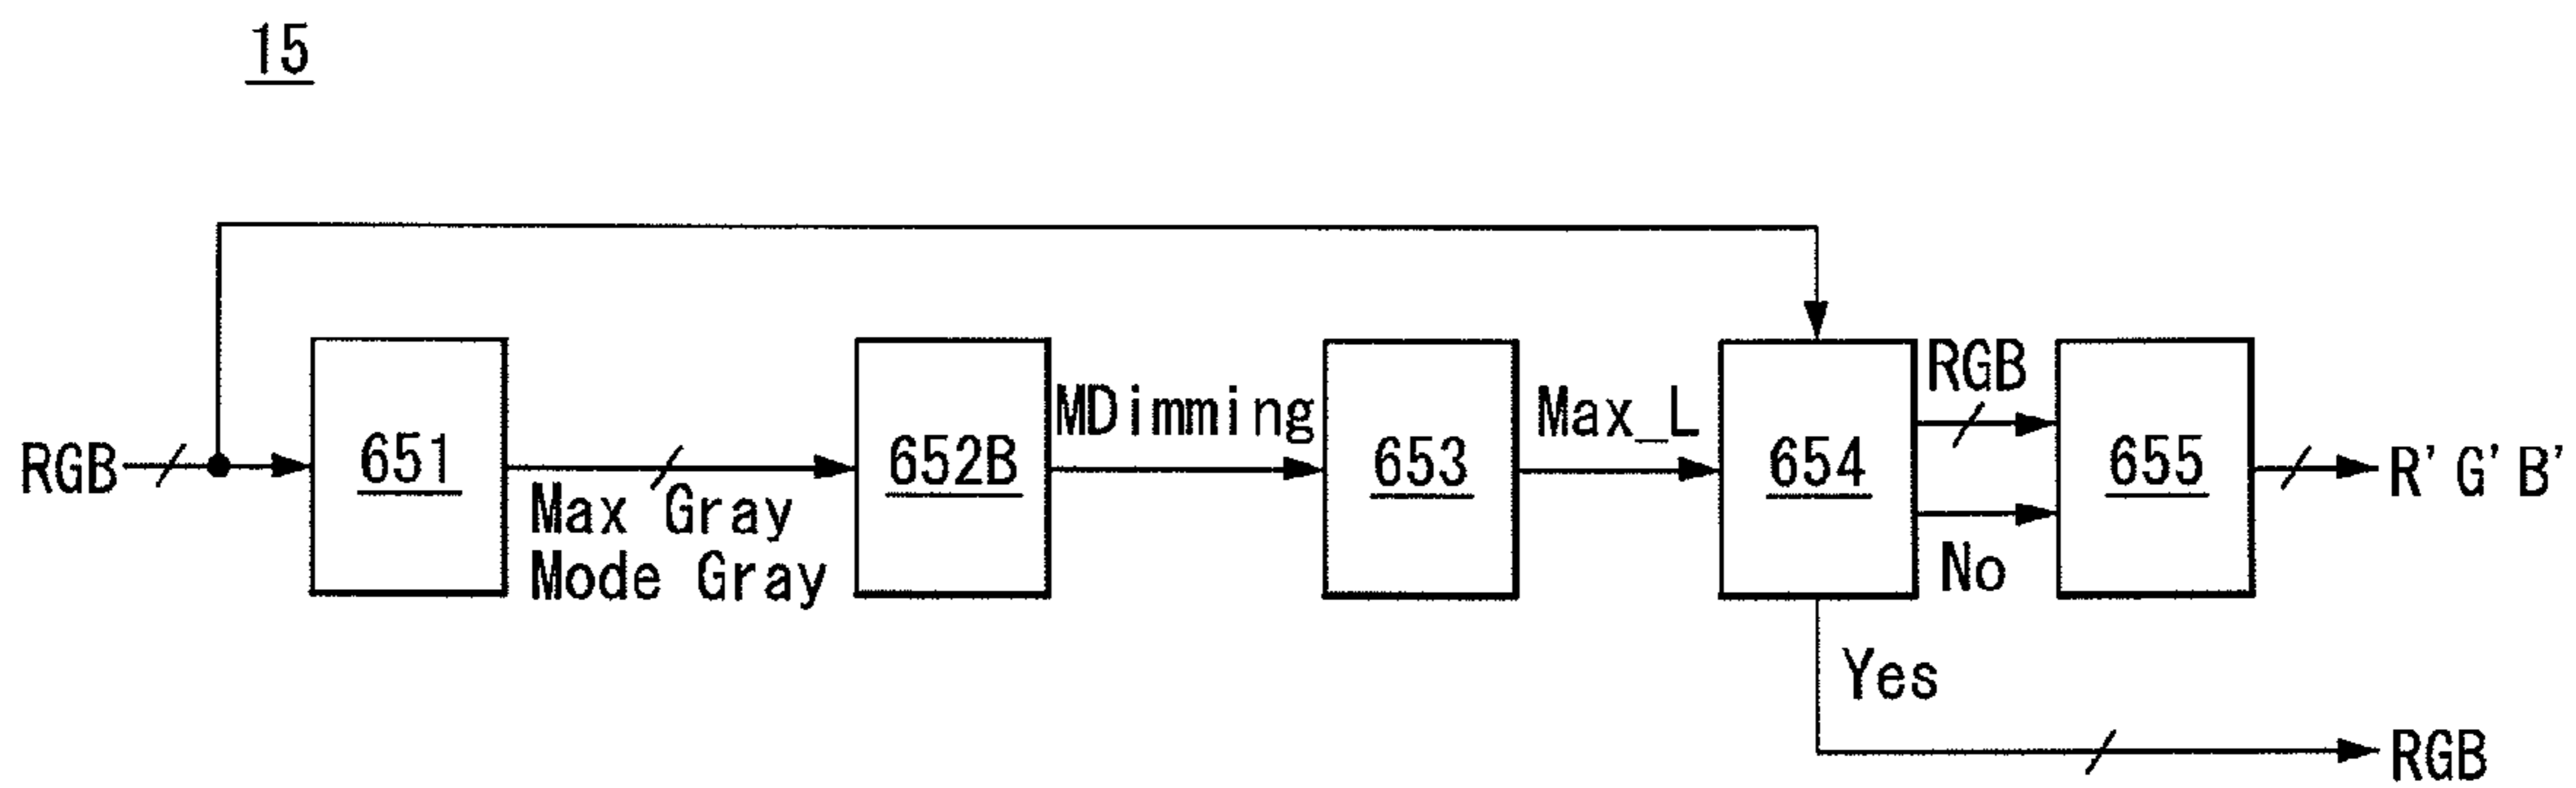 15
RGB
651
Max Gray
Mode Gray
652B
MDimming
653
Max_L
654
RGB
No
Yes
655
R'G'B'
RGB